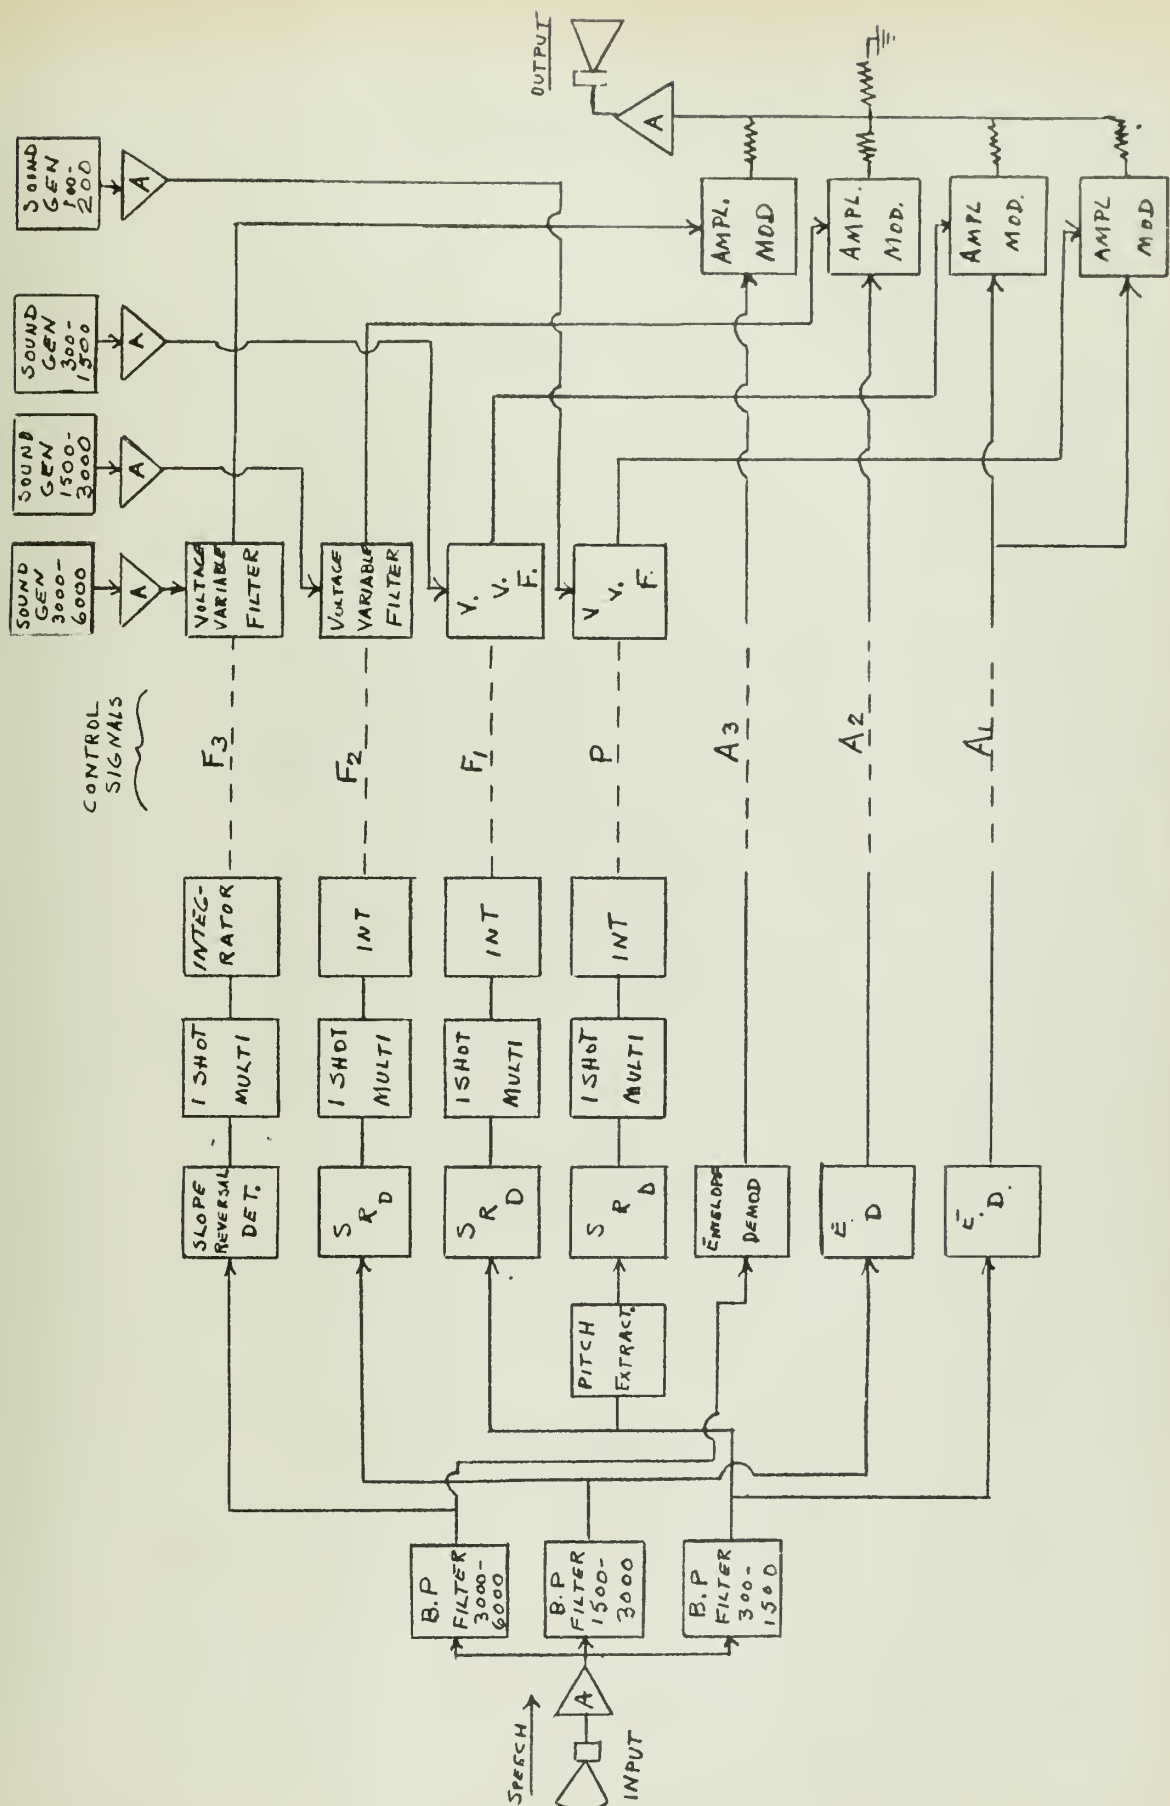 SPEECH
INPUT
A
B.P
FILTER
3000-
6000
B.P
FILTER
1500-
3000
B.P
FILTER
300-
1500
PITCH
EXTRACT.
SLOPE
REVERSAL
DET.
S
R
D
S
R
D
S
R
D
ENVELOPE
DEMOD
E.
D
E.
D.
1 SHOT
MULTI
1 SHOT
MULTI
1 SHOT
MULTI
1 SHOT
MULTI
INTEG-
RATOR
INT
INT
INT
CONTROL
SIGNALS
F3
F2
F1
P
A3
A2
A1
SOUND
GEN
3000-
6000
A
SOUND
GEN
1500-
3000
A
SOUND
GEN
300-
1500
A
SOUND
GEN
100-
200
A
VOLTAGE
VARIABLE
FILTER
VOLTAGE
VARIABLE
FILTER
V.
V.
F.
V
V.
F.
AMPL.
MOD
AMPL.
MOD.
AMPL
MOD.
AMPL
MOD
A
OUTPUT